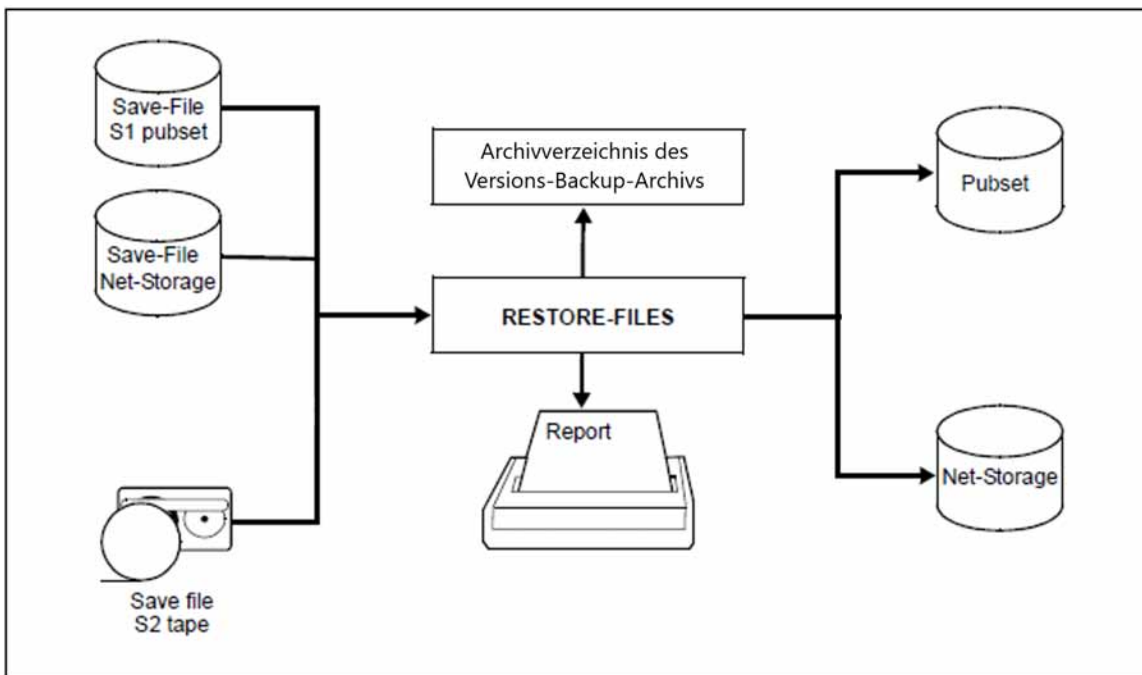 Save-File
S1 pubset
Archivverzeichnis des
Versions-Backup-Archivs
Pubset
Save-File
Net-Storage
RESTORE-FILES
Report
Net-Storage
Save file
S2 tape